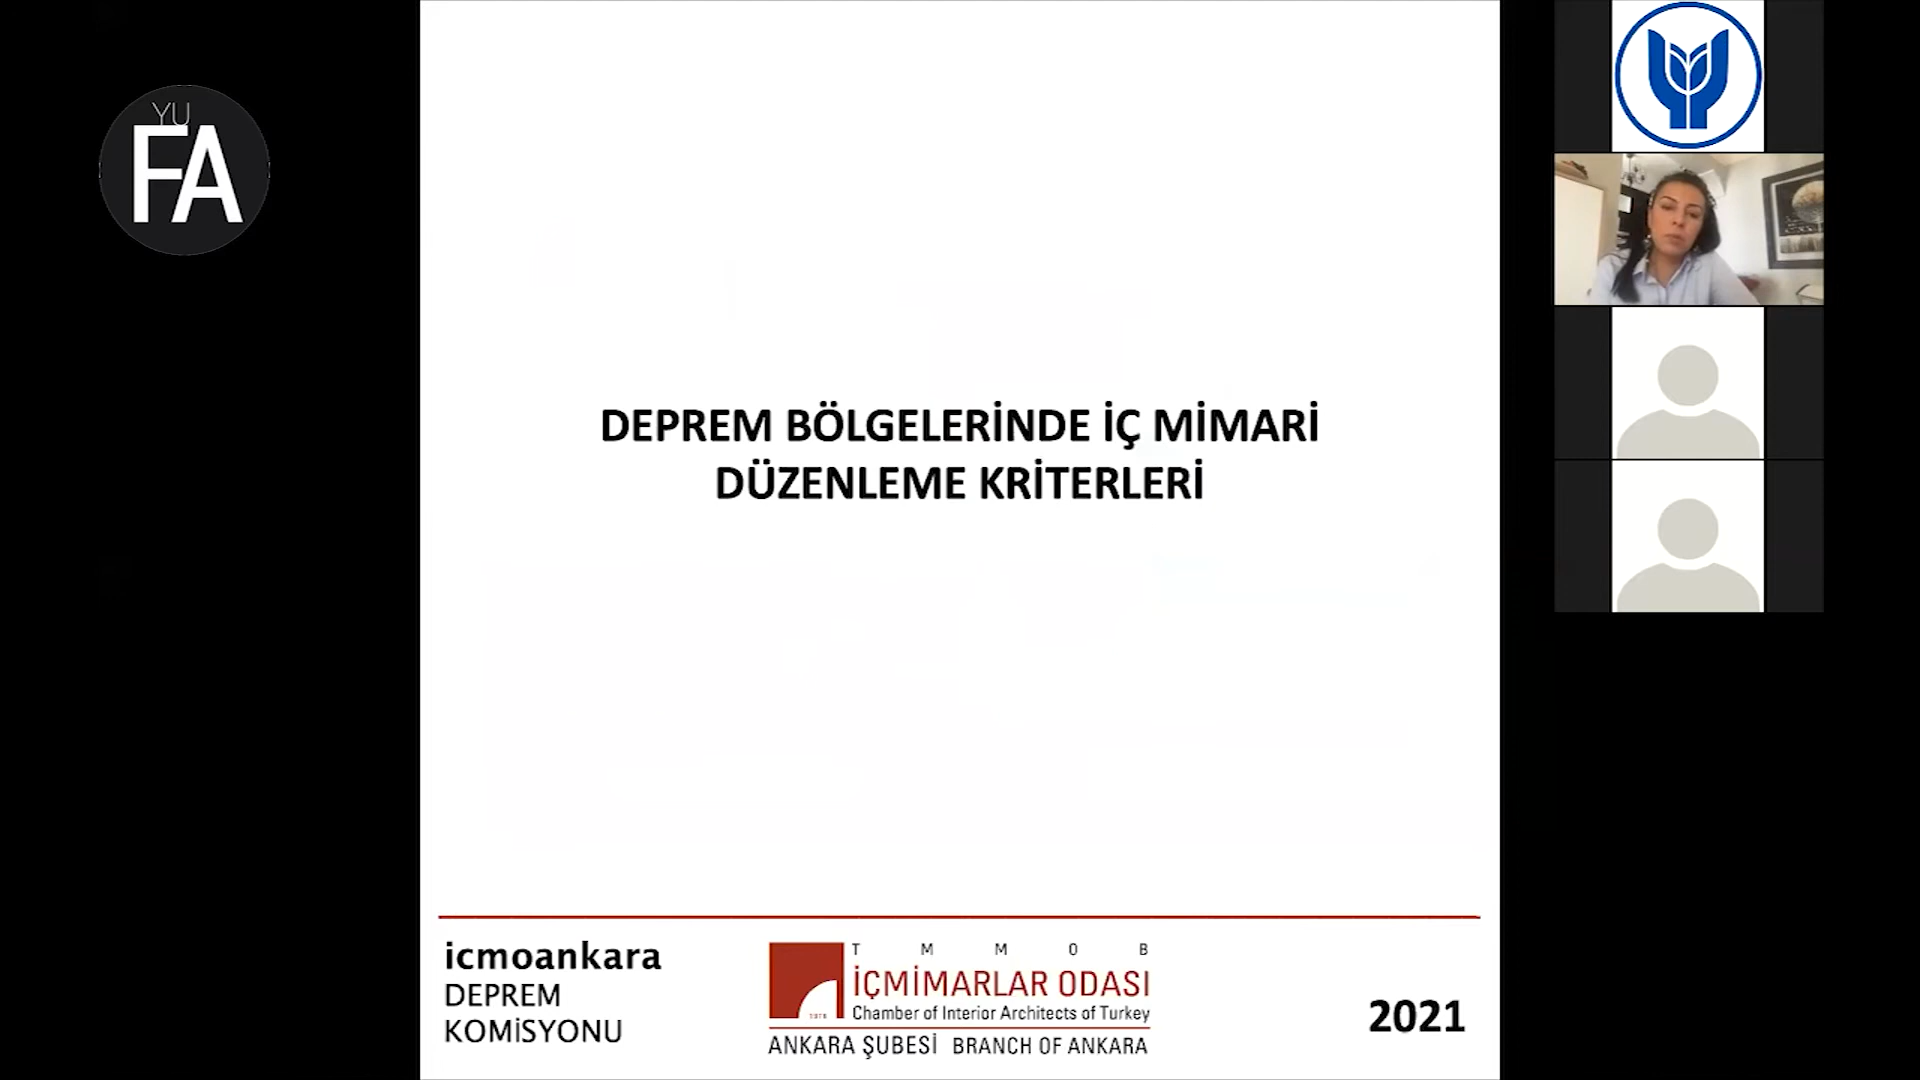 YU
FA
DEPREM BÖLGELERİNDE İÇ MİMARİ
DÜZENLEME KRİTERLERİ
icmoankara
DEPREM
KOMİSYONU
T M M O B
İÇMİMARLAR ODASI
Chamber of Interior Architects of Turkey
ANKARA ŞUBESİ BRANCH OF ANKARA
2021